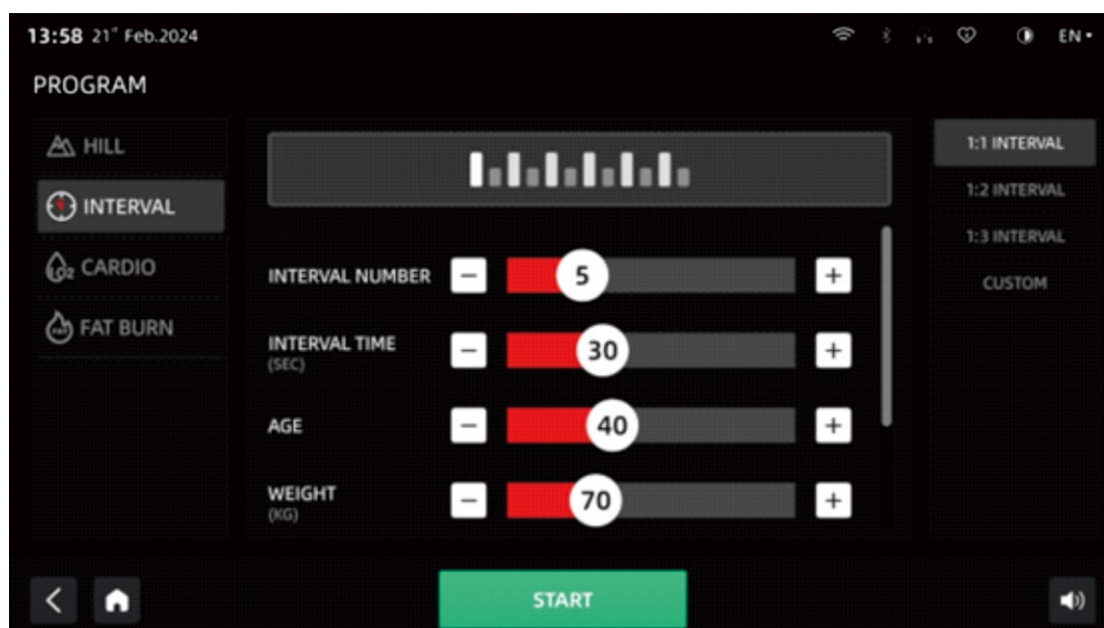 13:58 21st Feb.2024
EN
PROGRAM
HILL
INTERVAL
CARDIO
FAT BURN
INTERVAL NUMBER
− 5 +
INTERVAL TIME
(SEC)
− 30 +
AGE
− 40 +
WEIGHT
(KG)
− 70 +
1:1 INTERVAL
1:2 INTERVAL
1:3 INTERVAL
CUSTOM
START